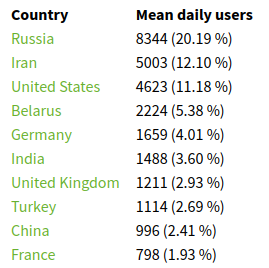 Country Mean daily users
Russia 8344 (20.19 %)
Iran 5003 (12.10 %)
United States 4623 (11.18 %)
Belarus 2224 (5.38 %)
Germany 1659 (4.01 %)
India 1488 (3.60 %)
United Kingdom 1211 (2.93 %)
Turkey 1114 (2.69 %)
China 996 (2.41 %)
France 798 (1.93 %)